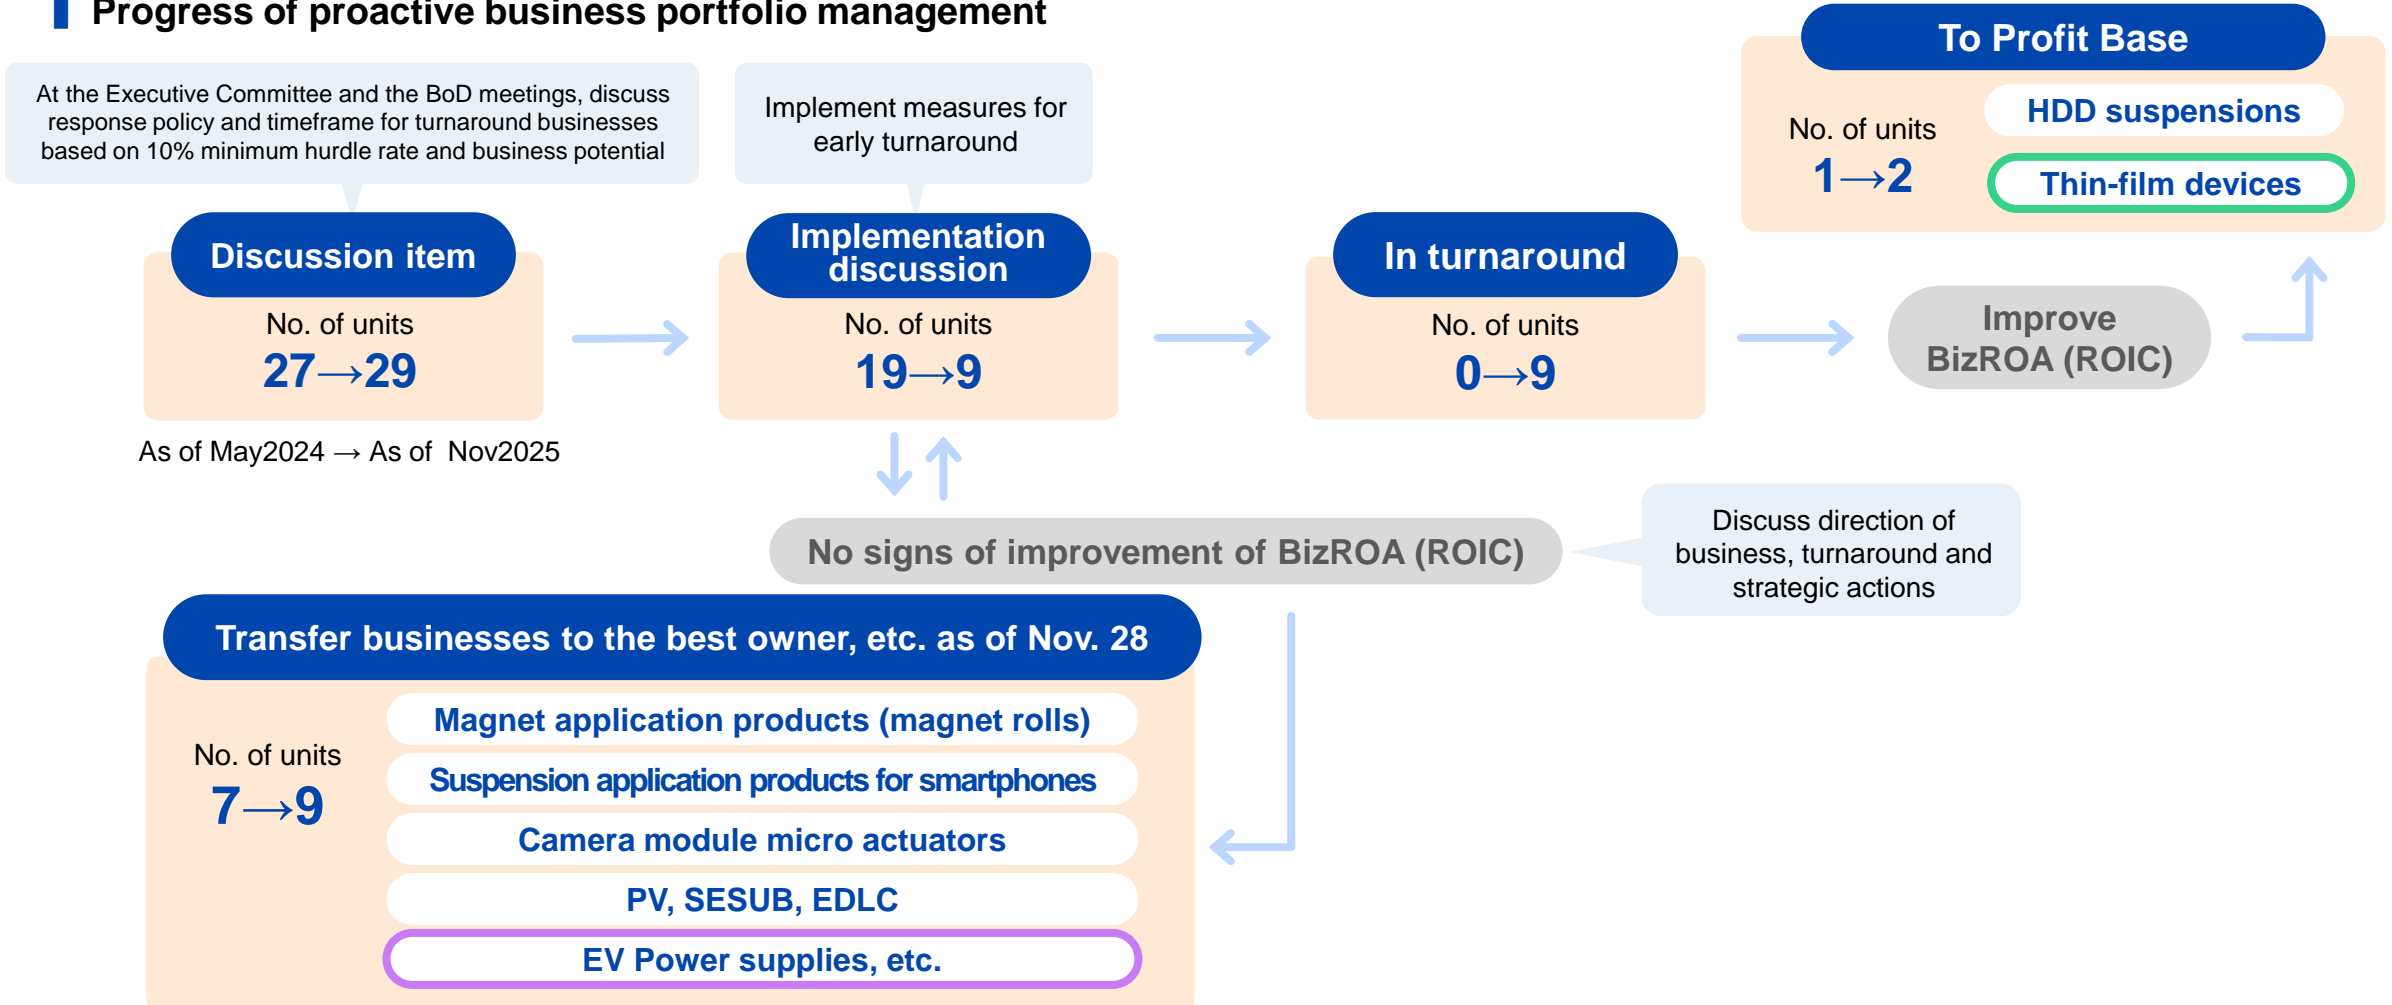 Progress of proactive business portfolio management
At the Executive Committee and the BoD meetings, discuss
response policy and timeframe for turnaround businesses
based on 10% minimum hurdle rate and business potential
Implement measures for
early turnaround
To Profit Base
No. of units
1→2
HDD suspensions
Thin-film devices
Discussion item
No. of units
27→29
As of May2024 → As of Nov2025
Implementation
discussion
No. of units
19→9
In turnaround
No. of units
0→9
Improve
BizROA (ROIC)
No signs of improvement of BizROA (ROIC)
Discuss direction of
business, turnaround and
strategic actions
Transfer businesses to the best owner, etc. as of Nov. 28
No. of units
7→9
Magnet application products (magnet rolls)
Suspension application products for smartphones
Camera module micro actuators
PV, SESUB, EDLC
EV Power supplies, etc.